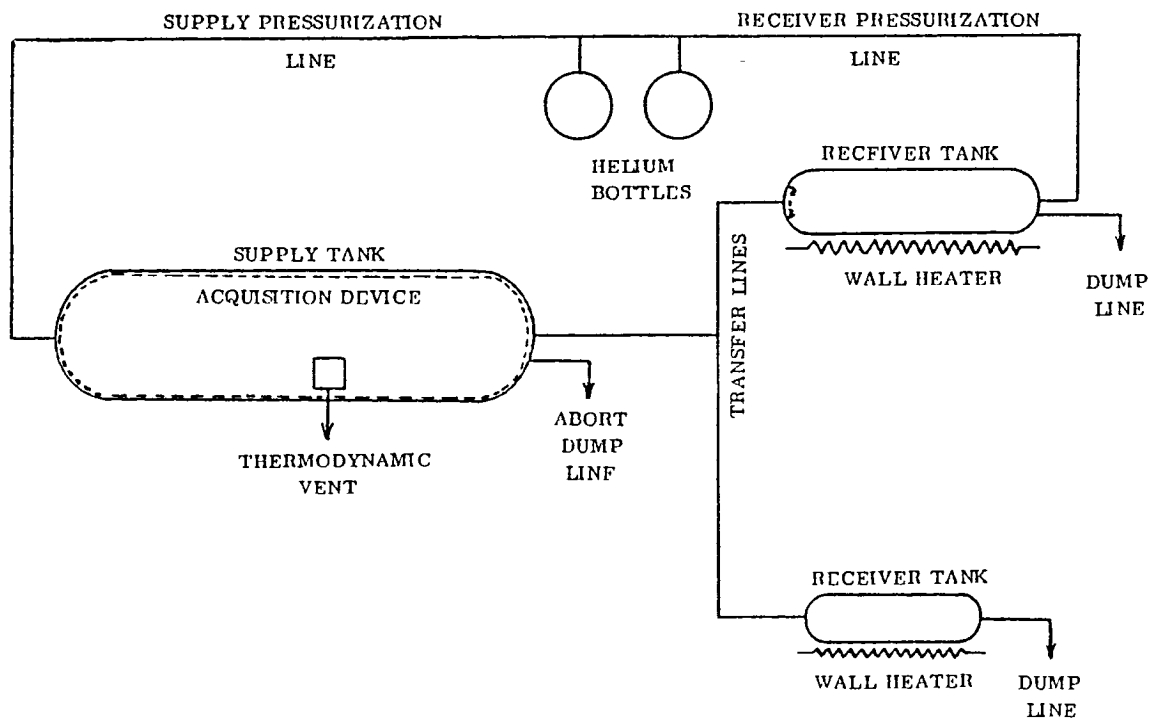 SUPPLY PRESSURIZATION
LINE
RECEIVER PRESSURIZATION
LINE
HELIUM
BOTTLES
RECFIVER TANK
WALL HEATER
DUMP
LINE
SUPPLY TANK
ACQUISITION DEVICE
TRANSFER LINES
ABORT
DUMP
LINF
THERMODYNAMIC
VENT
RECEIVER TANK
WALL HEATER
DUMP
LINE